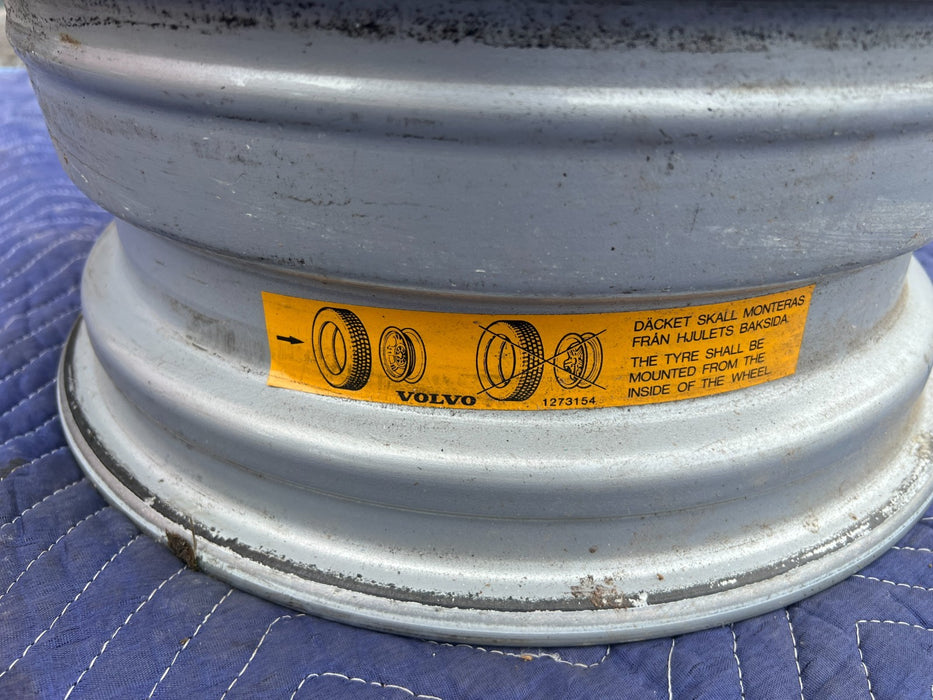 VOLVO
1273154
DÄCKET SKALL MONTERAS
FRÅN HJULETS BAKSIDA.
THE TYRE SHALL BE
MOUNTED FROM THE
INSIDE OF THE WHEEL